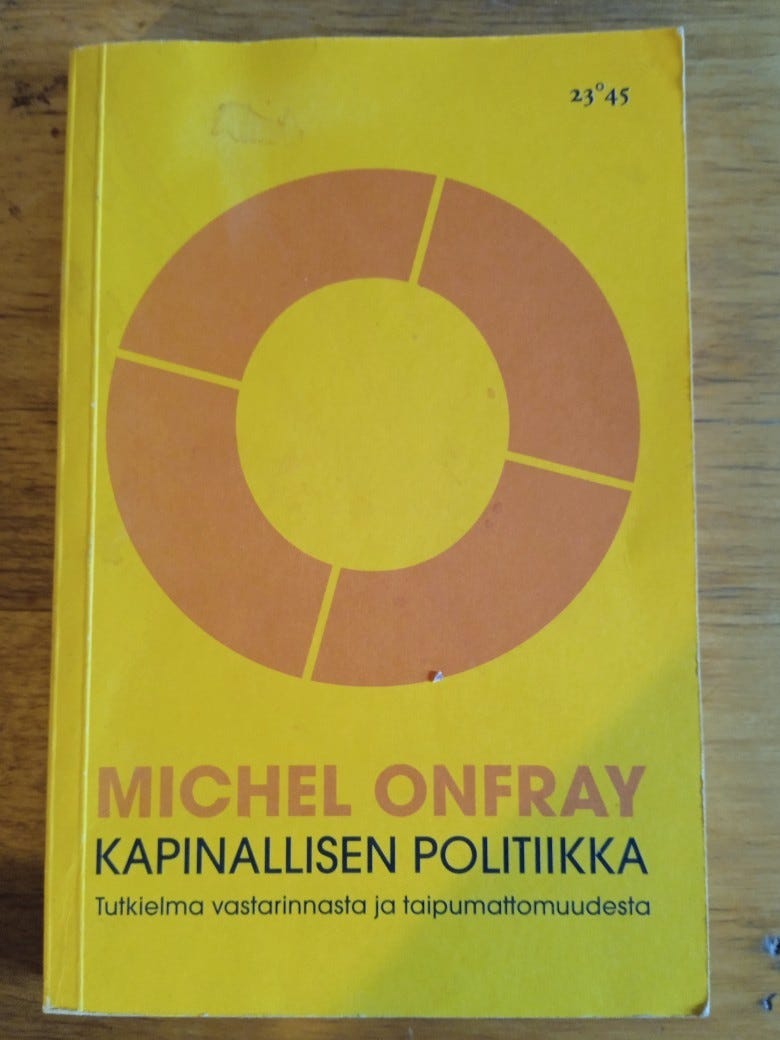 23°45
MICHEL ONFRAY
KAPINALLISEN POLITIIKKA
Tutkielma vastarinnasta ja taipumattomuudesta